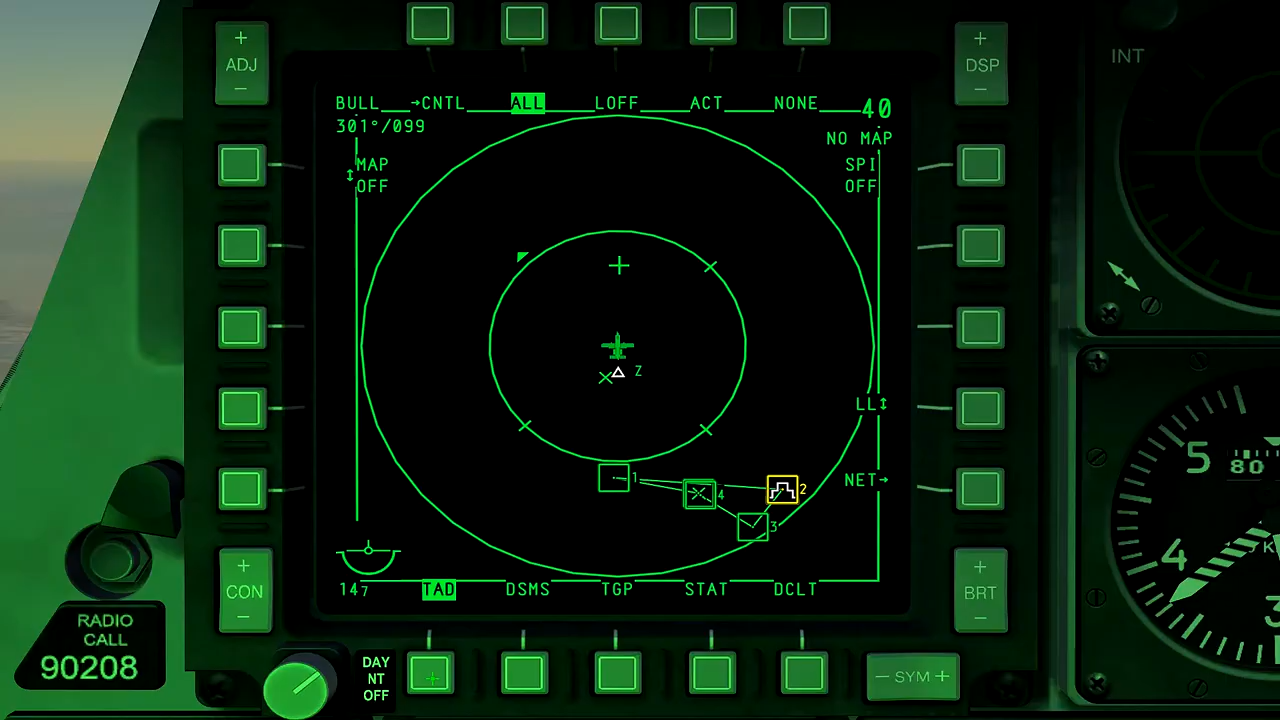 + ADJ −
+ DSP −
INT
BULL →CNTL ALL LOFF ACT NONE 40
301°/099
NO MAP
MAP
OFF
SPI
OFF
Z
LL
1
4
2
3
NET→
147 TAD DSMS TGP STAT DCLT
+ CON −
+ BRT −
RADIO
CALL
90208
DAY
NT
OFF
− SYM +
5
80
4
K
3